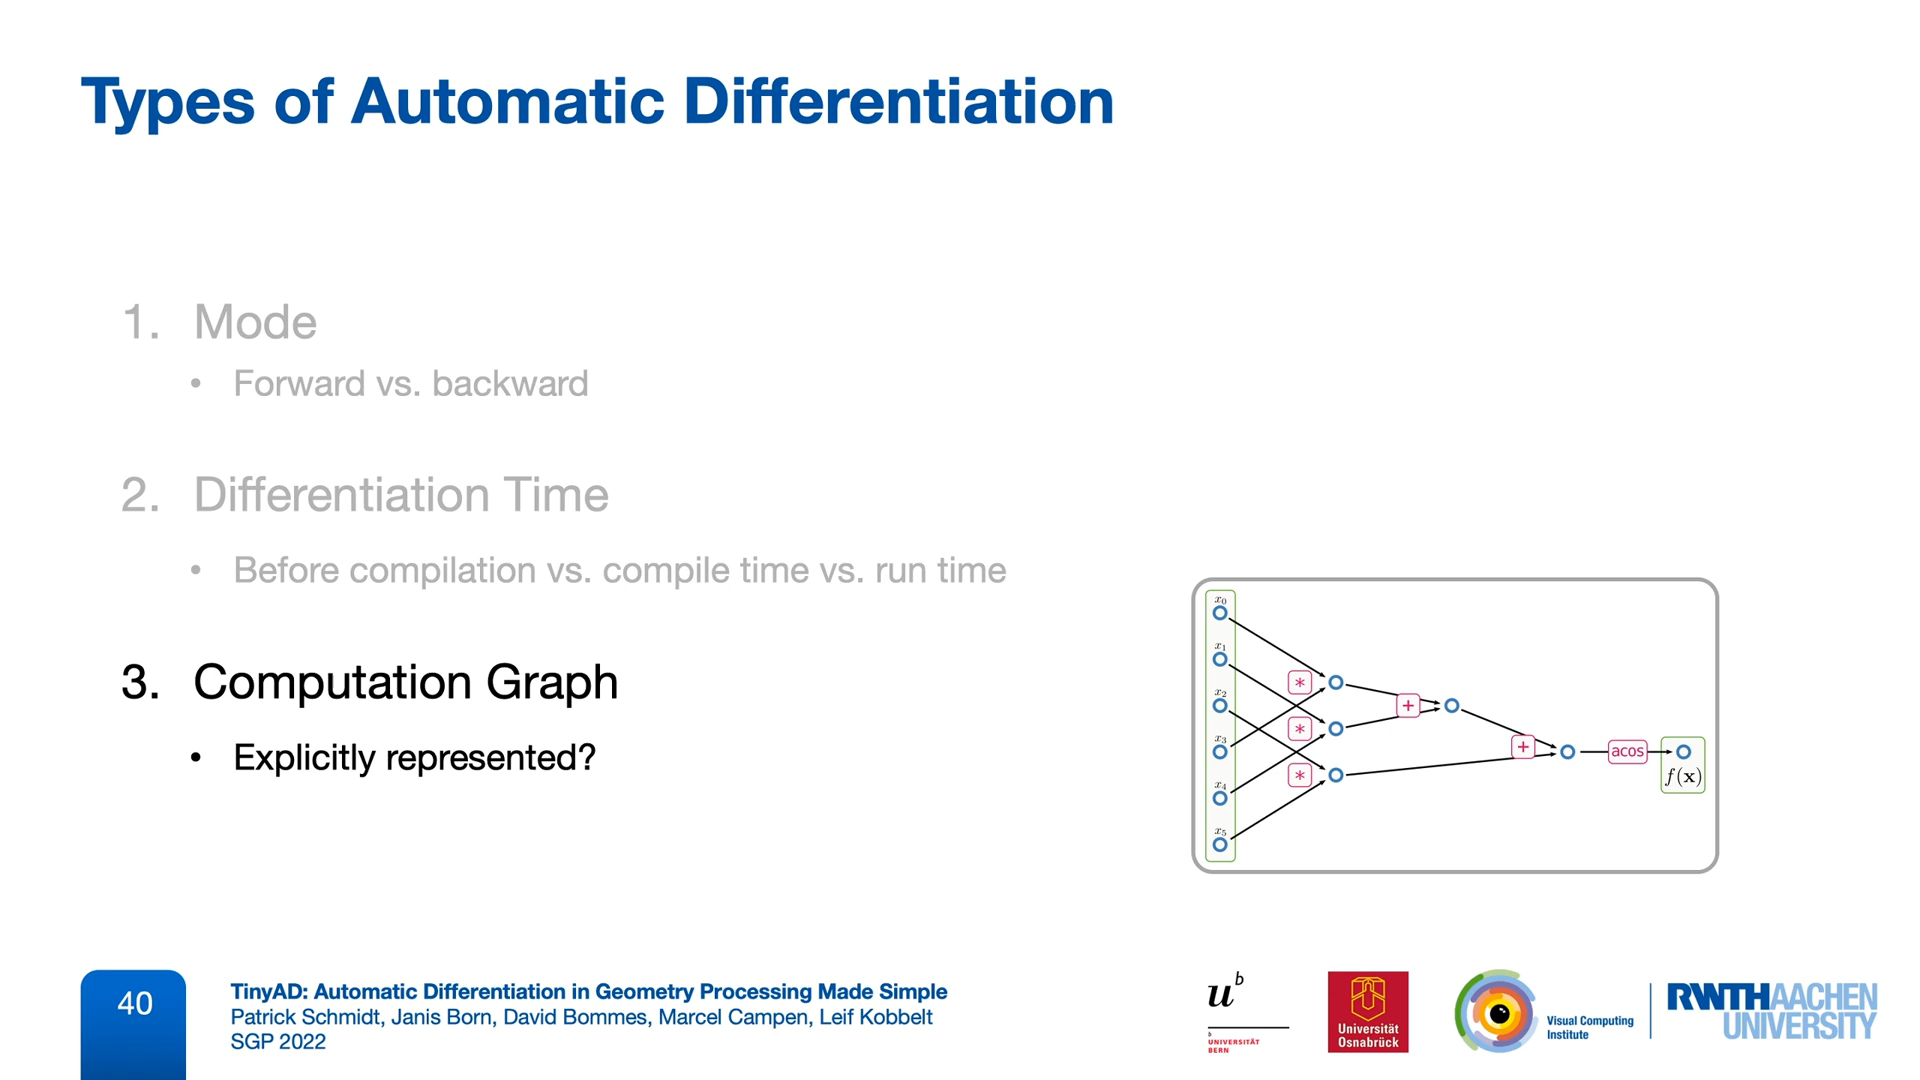 Types of Automatic Differentiation
1. Mode
• Forward vs. backward
2. Differentiation Time
• Before compilation vs. compile time vs. run time
3. Computation Graph
• Explicitly represented?
x₀
x₁
x₂
x₃
x₄
x₅
*
*
*
+
+
acos
f(x)
40
TinyAD: Automatic Differentiation in Geometry Processing Made Simple
Patrick Schmidt, Janis Born, David Bommes, Marcel Campen, Leif Kobbelt
SGP 2022
u^b
b
UNIVERSITÄT
BERN
Universität
Osnabrück
Visual Computing
Institute
RWTHAACHEN
UNIVERSITY